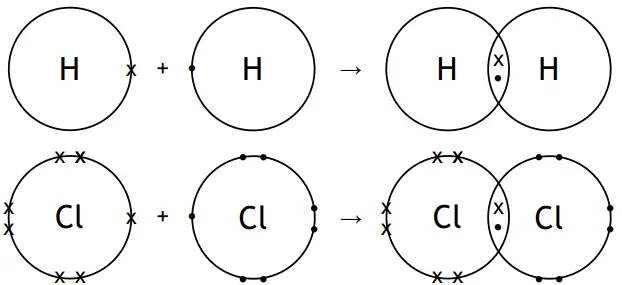 H + H → H H
Cl + Cl → Cl Cl